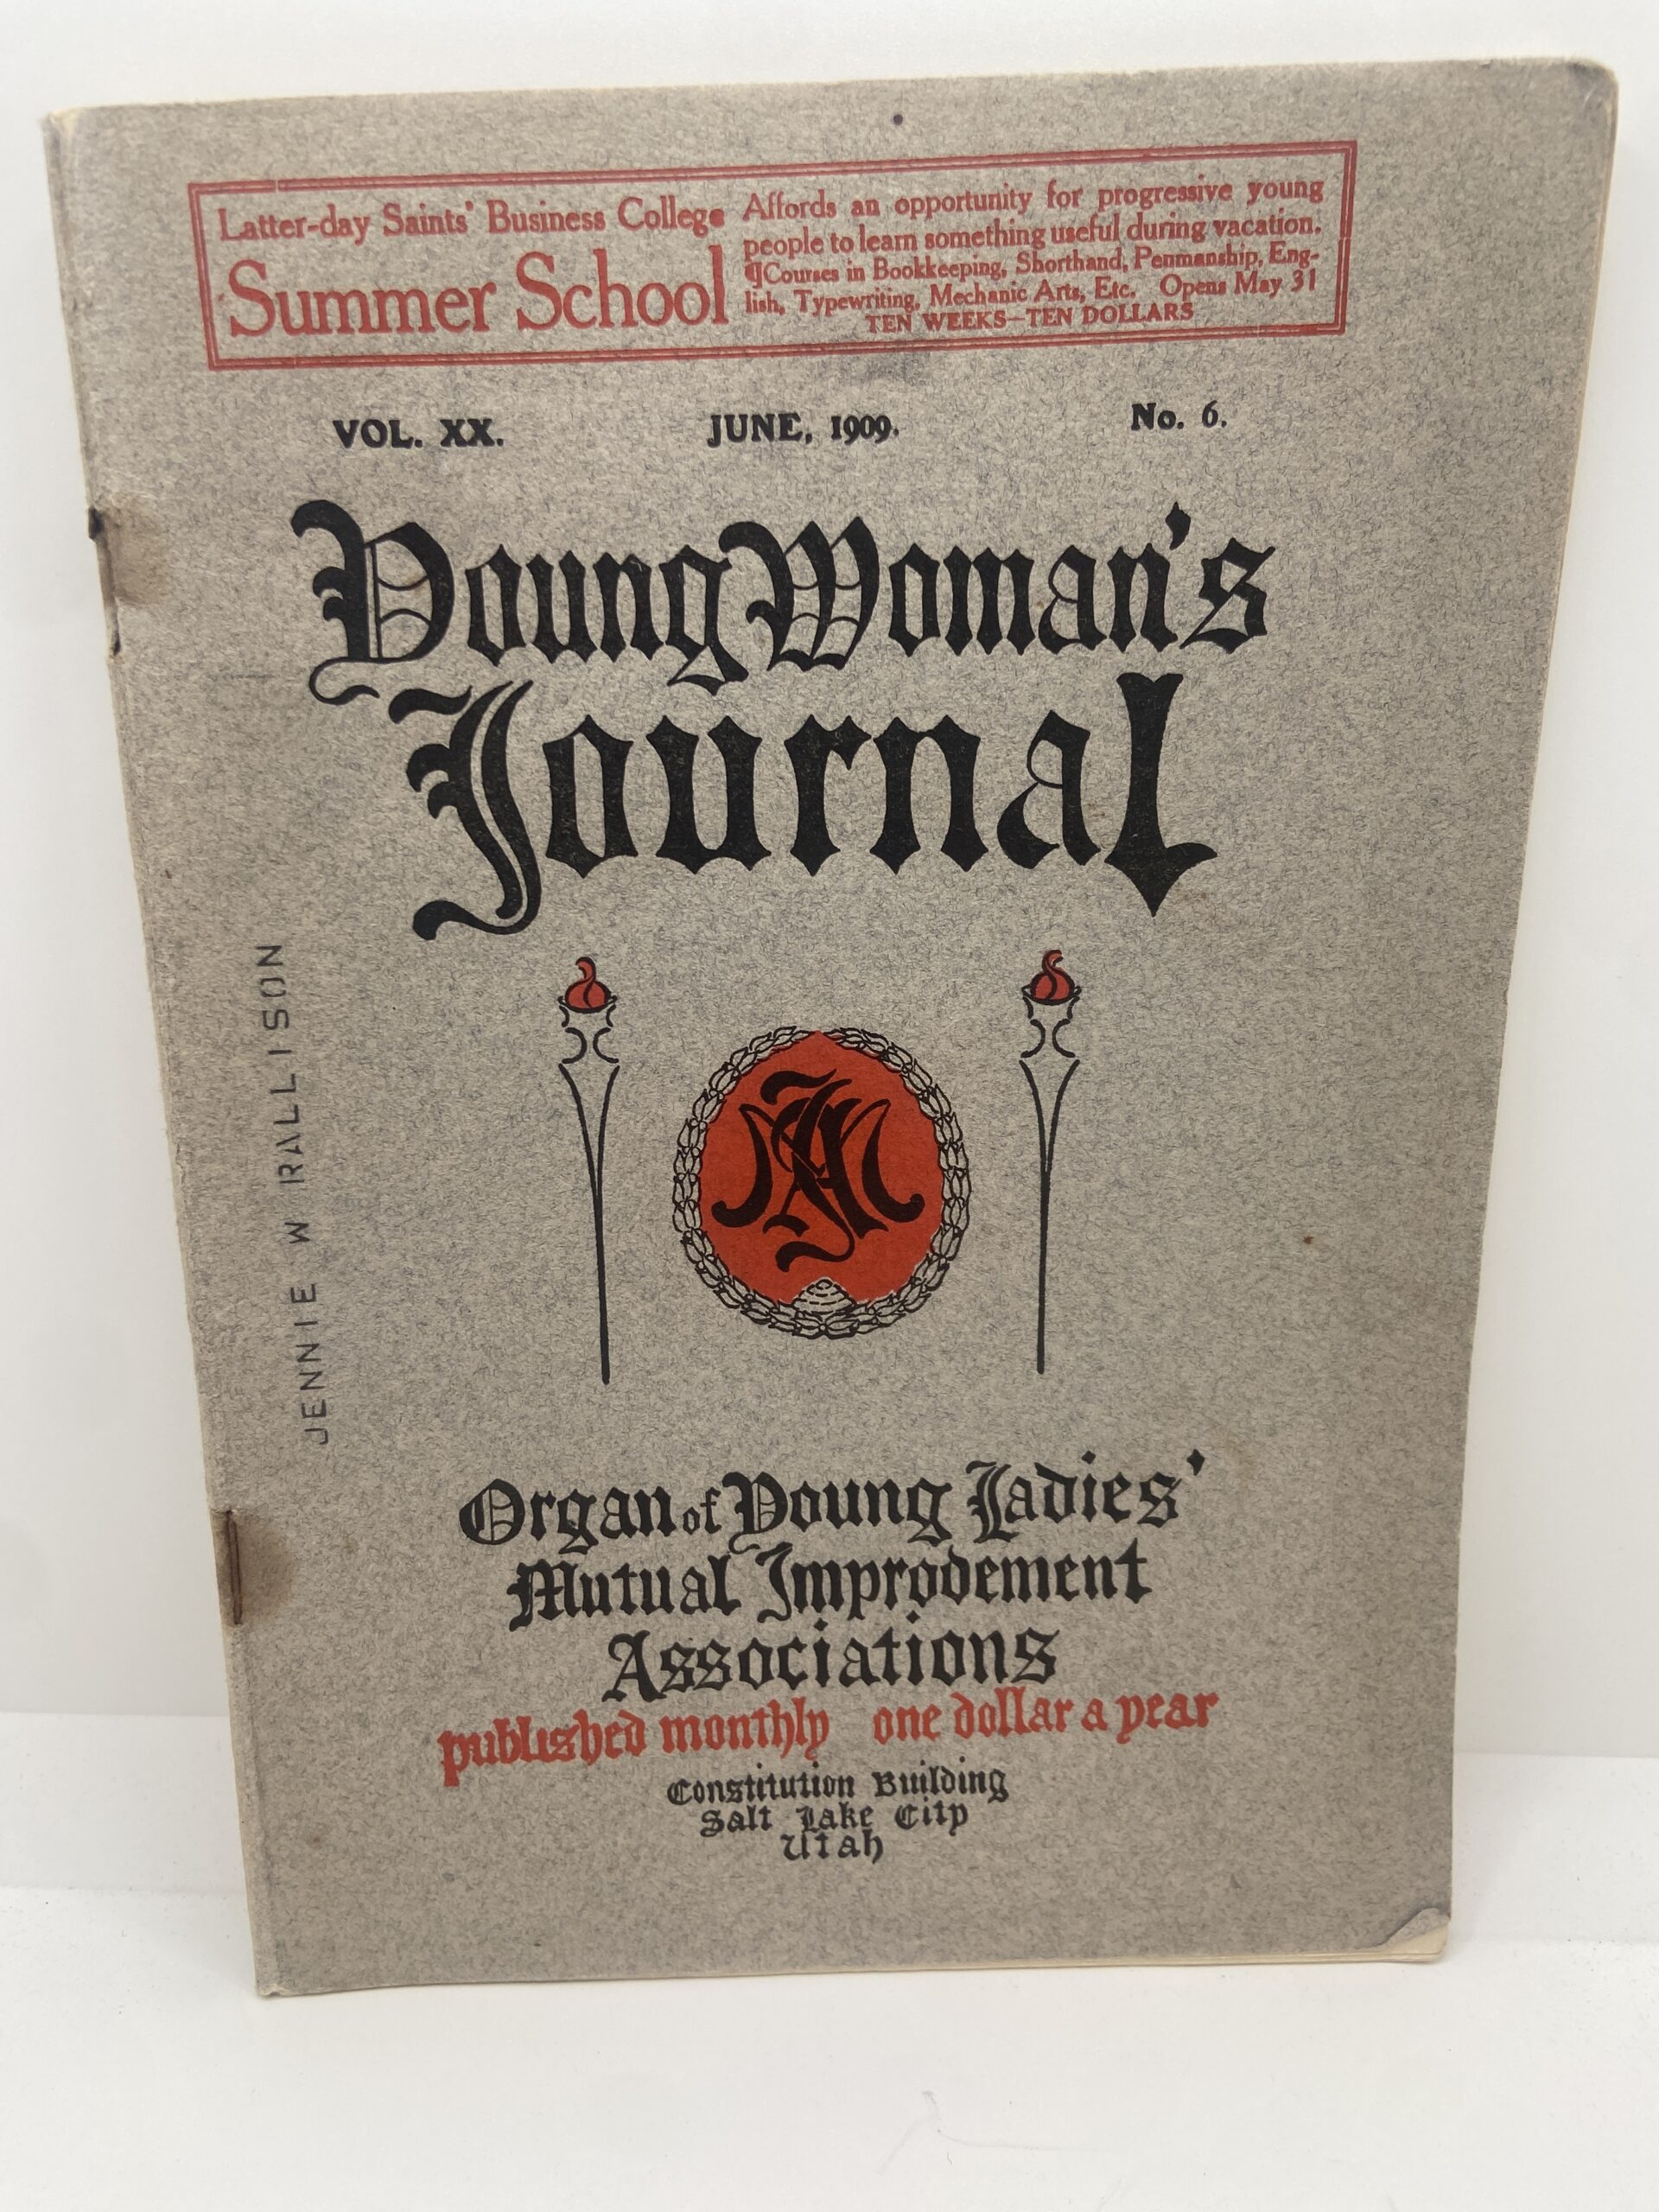 Latter-day Saints' Business College
Summer School
Affords an opportunity for progressive young
people to learn something useful during vacation.
¶Courses in Bookkeeping, Shorthand, Penmanship, Eng-
lish, Typewriting, Mechanic Arts, Etc. Opens May 31
TEN WEEKS—TEN DOLLARS
VOL. XX. JUNE, 1909. No. 6.
Young Woman's
Journal
JENNIE W RALLISON
Organ of Young Ladies'
Mutual Improvement
Associations
published monthly one dollar a year
Constitution Building
Salt Lake City
Utah